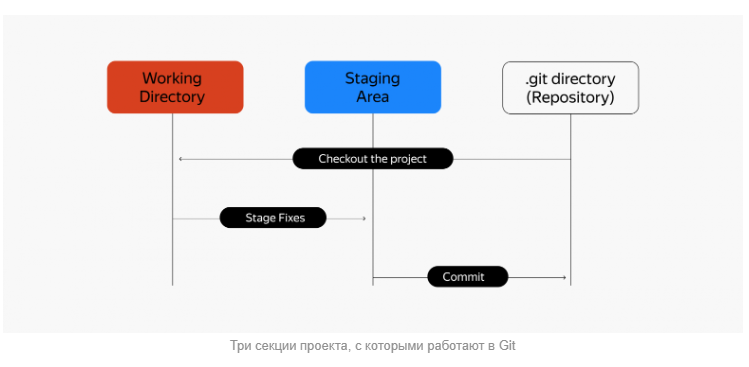 Working
Directory
Staging
Area
.git directory
(Repository)
Checkout the project
Stage Fixes
Commit
Три секции проекта, с которыми работают в Git